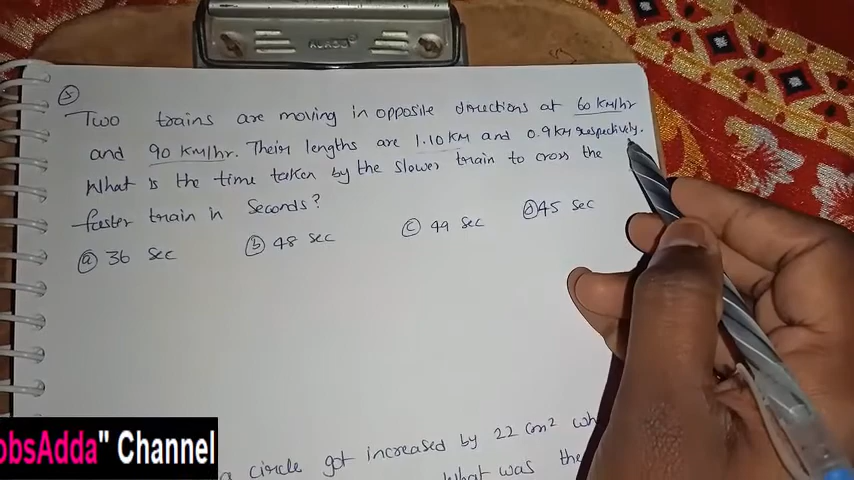 5
Two trains are moving in opposite directions at 60 KM/hr
and 90 KM/hr. Their lengths are 1.10 KM and 0.9 KM respectively.
What is the time taken by the slower train to cross the
faster train in seconds?
a 36 sec b 48 sec c 49 sec d 45 sec
a circle got increased by 22 cm² wh
What was the
obsAdda" Channel